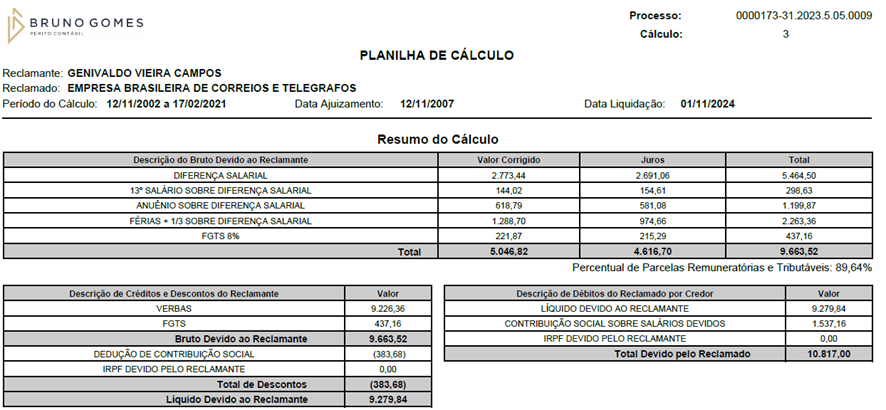 BRUNO GOMES
PERITO CONTÁBIL
Processo: 0000173-31.2023.5.05.0009
Cálculo: 3
PLANILHA DE CÁLCULO
Reclamante: GENIVALDO VIEIRA CAMPOS
Reclamado: EMPRESA BRASILEIRA DE CORREIOS E TELEGRAFOS
Período do Cálculo: 12/11/2002 a 17/02/2021 Data Ajuizamento: 12/11/2007 Data Liquidação: 01/11/2024
Resumo do Cálculo
Descrição do Bruto Devido ao Reclamante Valor Corrigido Juros Total
DIFERENÇA SALARIAL 2.773,44 2.691,06 5.464,50
13º SALÁRIO SOBRE DIFERENÇA SALARIAL 144,02 154,61 298,63
ANUÊNIO SOBRE DIFERENÇA SALARIAL 618,79 581,08 1.199,87
FÉRIAS + 1/3 SOBRE DIFERENÇA SALARIAL 1.288,70 974,66 2.263,36
FGTS 8% 221,87 215,29 437,16
Total 5.046,82 4.616,70 9.663,52
Percentual de Parcelas Remuneratórias e Tributáveis: 89,64%
Descrição de Créditos e Descontos do Reclamante Valor
VERBAS 9.226,36
FGTS 437,16
Bruto Devido ao Reclamante 9.663,52
DEDUÇÃO DE CONTRIBUIÇÃO SOCIAL (383,68)
IRPF DEVIDO PELO RECLAMANTE 0,00
Total de Descontos (383,68)
Líquido Devido ao Reclamante 9.279,84
Descrição de Débitos do Reclamado por Credor Valor
LÍQUIDO DEVIDO AO RECLAMANTE 9.279,84
CONTRIBUIÇÃO SOCIAL SOBRE SALÁRIOS DEVIDOS 1.537,16
IRPF DEVIDO PELO RECLAMANTE 0,00
Total Devido pelo Reclamado 10.817,00